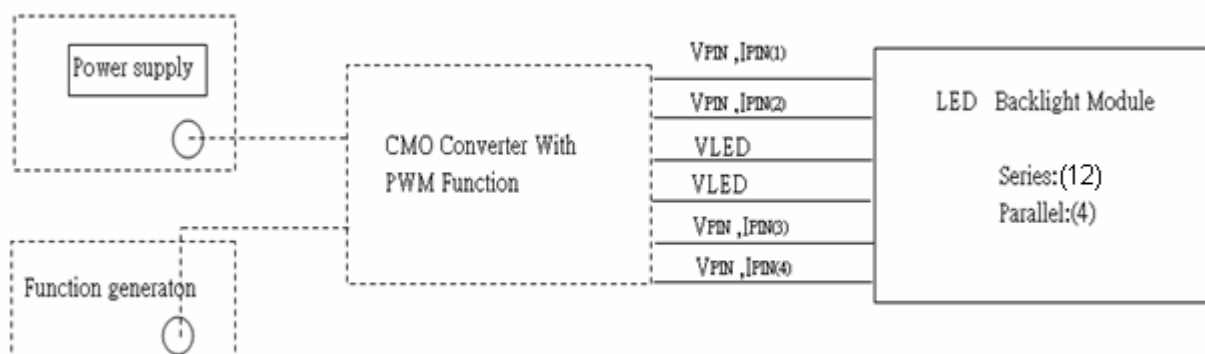 Power supply
CMO Converter With
PWM Function
Function generaton
VPIN ,IPIN(1)
VPIN ,IPIN(2)
VLED
VLED
VPIN ,IPIN(3)
VPIN ,IPIN(4)
LED Backlight Module
Series:(12)
Parallel:(4)